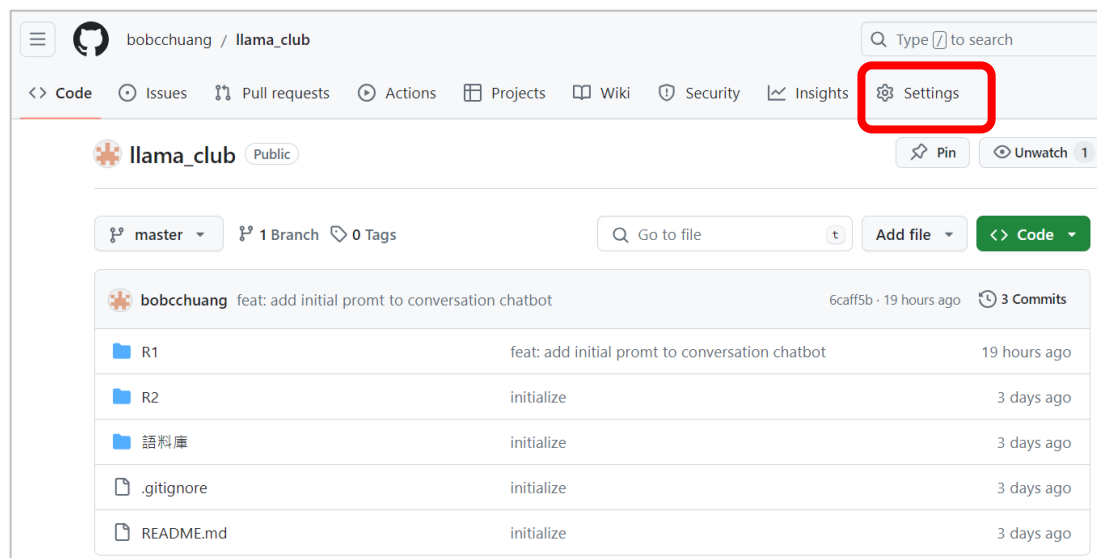 bobcchuang / llama_club
Type / to search
Code Issues Pull requests Actions Projects Wiki Security Insights Settings
llama_club Public Pin Unwatch 1
master 1 Branch 0 Tags Go to file t Add file Code
bobcchuang feat: add initial promt to conversation chatbot 6caff5b · 19 hours ago 3 Commits
R1 feat: add initial promt to conversation chatbot 19 hours ago
R2 initialize 3 days ago
語料庫 initialize 3 days ago
.gitignore initialize 3 days ago
README.md initialize 3 days ago